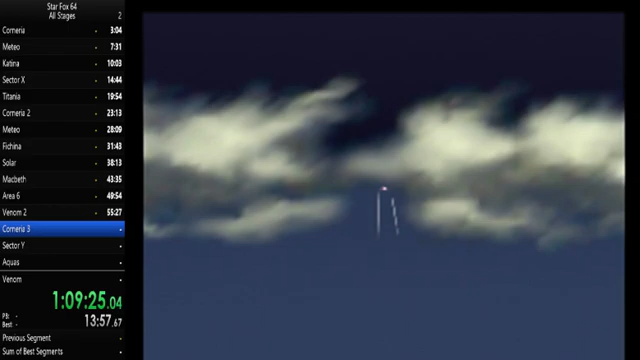 Star Fox 64
All Stages 2
Corneria - 3:04
Meteo - 7:31
Katina - 10:03
Sector X - 14:44
Titania - 19:54
Corneria 2 - 23:13
Meteo - 28:09
Fichina - 31:43
Solar - 38:13
Macbeth - 43:35
Area 6 - 49:54
Venom 2 - 55:27
Corneria 3 -
Sector Y -
Aquas -
Venom -
1:09:25.04
PB: -
Best - 13:57.67
Previous Segment -
Sum of Best Segments -